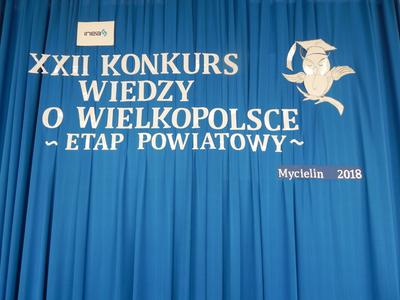 inea
XXII KONKURS
WIEDZY
O WIELKOPOLSCE
~ ETAP POWIATOWY ~
Mycielin 2018